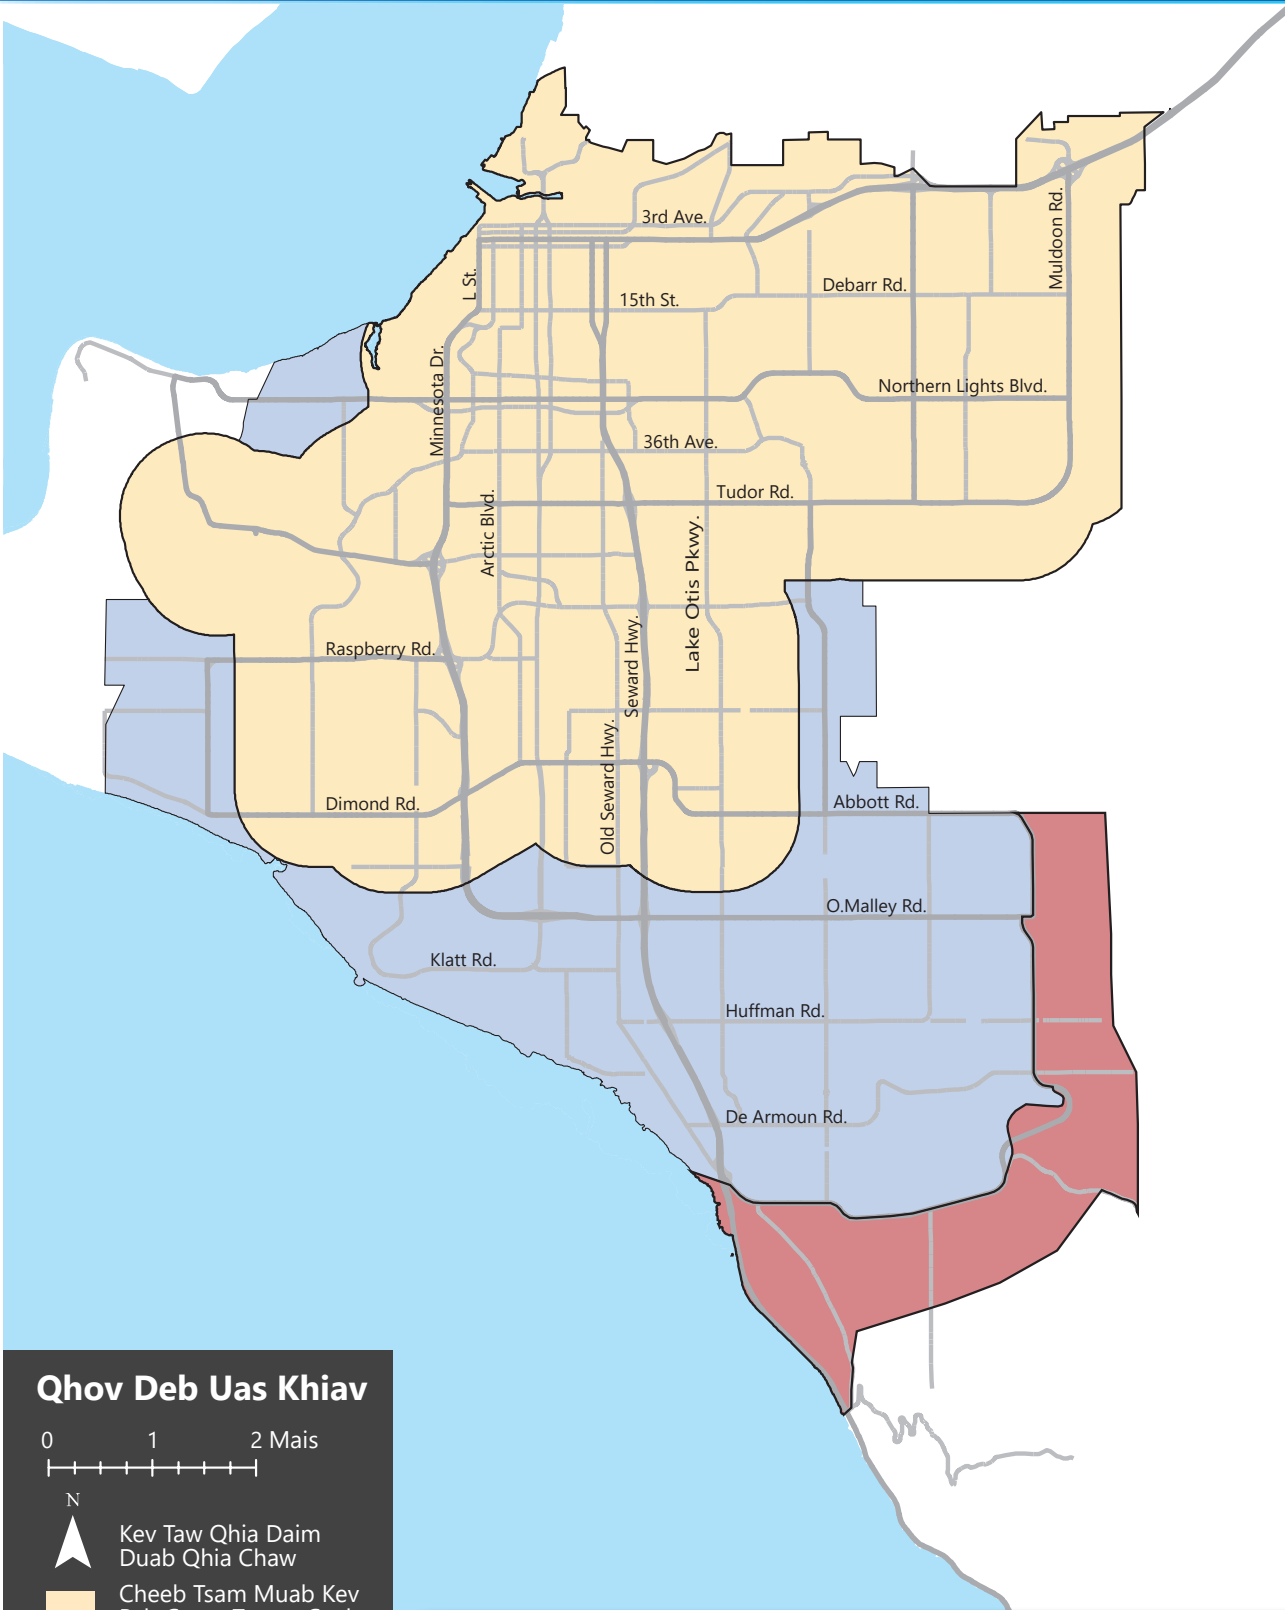 3rd Ave.
Muldoon Rd.
L St.
15th St.
Debarr Rd.
Minnesota Dr.
Northern Lights Blvd.
36th Ave.
Tudor Rd.
Arctic Blvd.
Lake Otis Pkwy.
Seward Hwy.
Raspberry Rd.
Old Seward Hwy.
Dimond Rd.
Abbott Rd.
O.Malley Rd.
Klatt Rd.
Huffman Rd.
De Armoun Rd.
Qhov Deb Uas Khiav
0 1 2 Mais
N
Kev Taw Qhia Daim
Duab Qhia Chaw
Cheeb Tsam Muab Kev